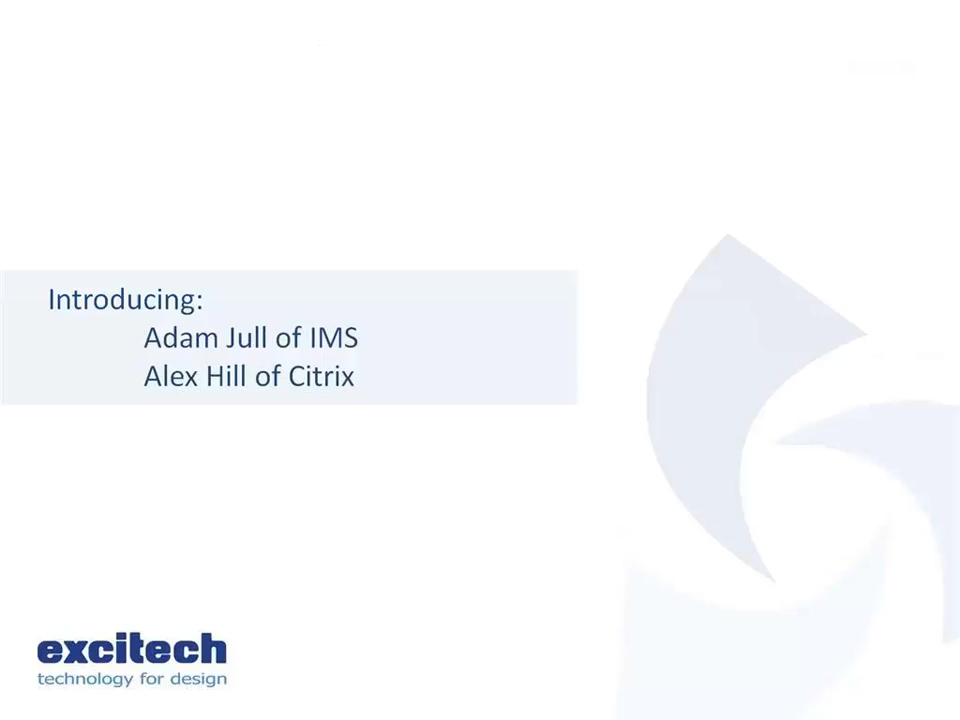 Introducing:
Adam Jull of IMS
Alex Hill of Citrix
excitech
technology for design